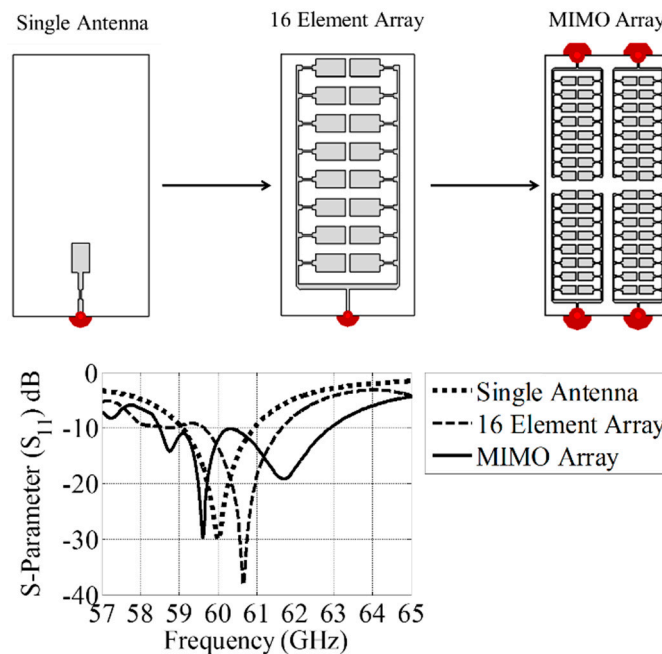 Single Antenna
16 Element Array
MIMO Array
S-Parameter (S₁₁) dB
0
-10
-20
-30
-40
57 58 59 60 61 62 63 64 65
Frequency (GHz)
Single Antenna
16 Element Array
MIMO Array